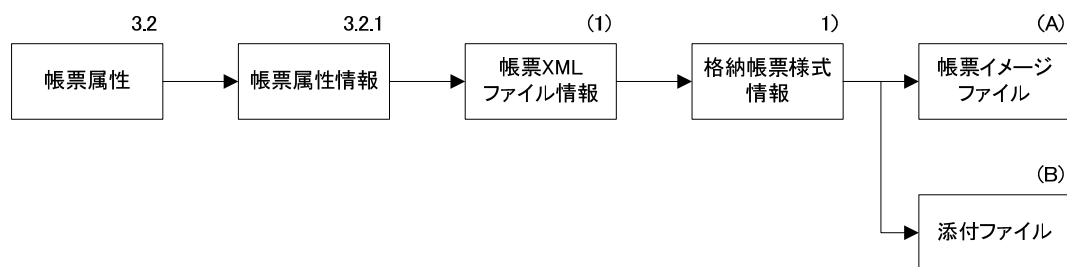 3.2
帳票属性
3.2.1
帳票属性情報
(1)
帳票XML
ファイル情報
1)
格納帳票様式
情報
(A)
帳票イメージ
ファイル
(B)
添付ファイル